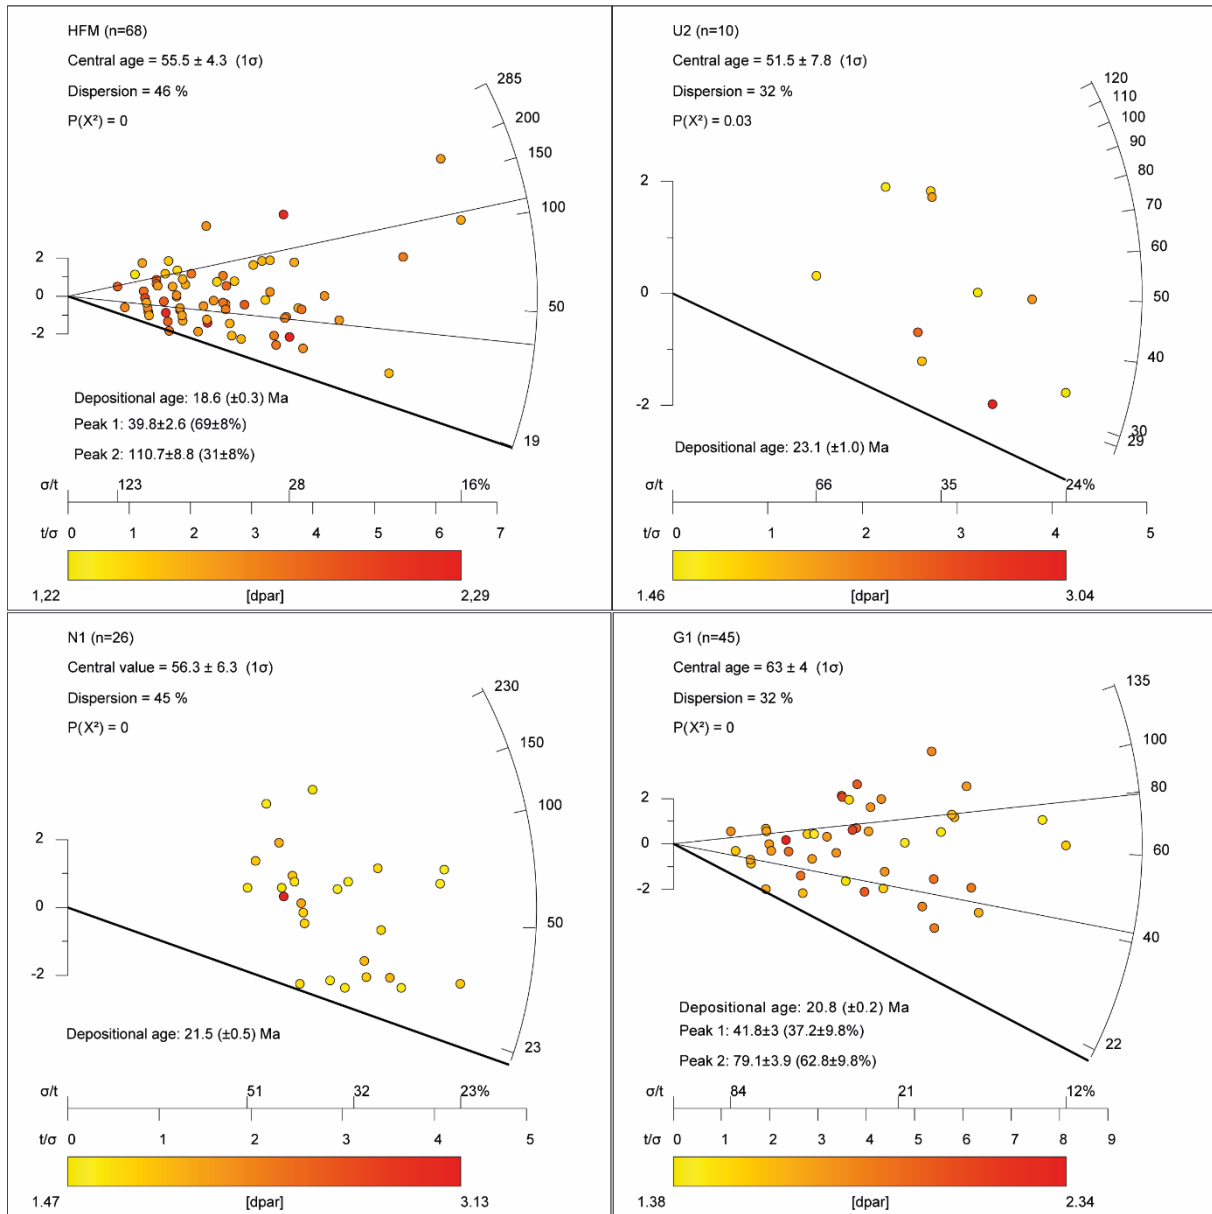 HFM (n=68)
Central age = 55.5 ± 4.3 (1σ)
Dispersion = 46 %
P(X²) = 0
285
200
150
100
50
19
2
0
-2
Depositional age: 18.6 (±0.3) Ma
Peak 1: 39.8±2.6 (69±8%)
Peak 2: 110.7±8.8 (31±8%)
σ/t 123 28 16%
t/σ 0 1 2 3 4 5 6 7
1,22 [dpar] 2,29
U2 (n=10)
Central age = 51.5 ± 7.8 (1σ)
Dispersion = 32 %
P(X²) = 0.03
120
110
100
90
80
70
60
50
40
30
29
2
0
-2
Depositional age: 23.1 (±1.0) Ma
σ/t 66 35 24%
t/σ 0 1 2 3 4 5
1.46 [dpar] 3.04
N1 (n=26)
Central value = 56.3 ± 6.3 (1σ)
Dispersion = 45 %
P(X²) = 0
230
150
100
50
23
2
0
-2
Depositional age: 21.5 (±0.5) Ma
σ/t 51 32 23%
t/σ 0 1 2 3 4 5
1.47 [dpar] 3.13
G1 (n=45)
Central age = 63 ± 4 (1σ)
Dispersion = 32 %
P(X²) = 0
135
100
80
60
40
22
2
0
-2
Depositional age: 20.8 (±0.2) Ma
Peak 1: 41.8±3 (37.2±9.8%)
Peak 2: 79.1±3.9 (62.8±9.8%)
σ/t 84 21 12%
t/σ 0 1 2 3 4 5 6 7 8 9
1.38 [dpar] 2.34